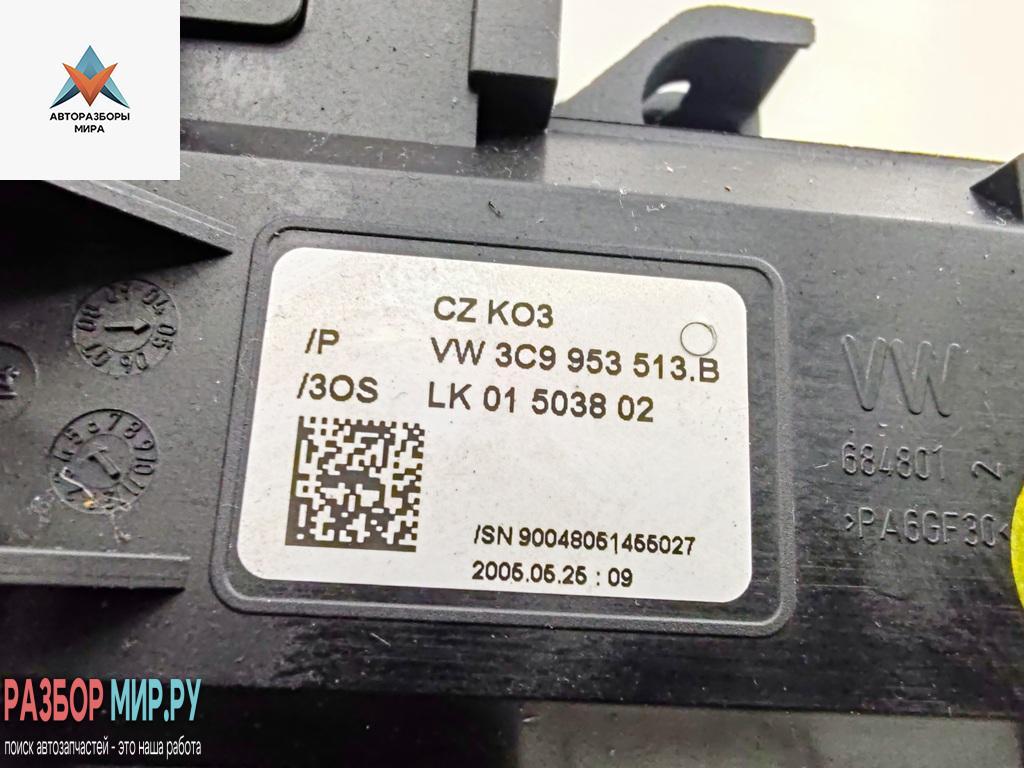 АВТОРАЗБОРЫ
МИРА
CZ KO3
/P VW 3C9 953 513.B
/3OS LK 01 5038 02
/SN 90048051455027
2005.05.25 : 09
VW
684801 2
>PA6GF30<
РАЗБОР МИР.РУ
поиск автозапчастей - это наша работа